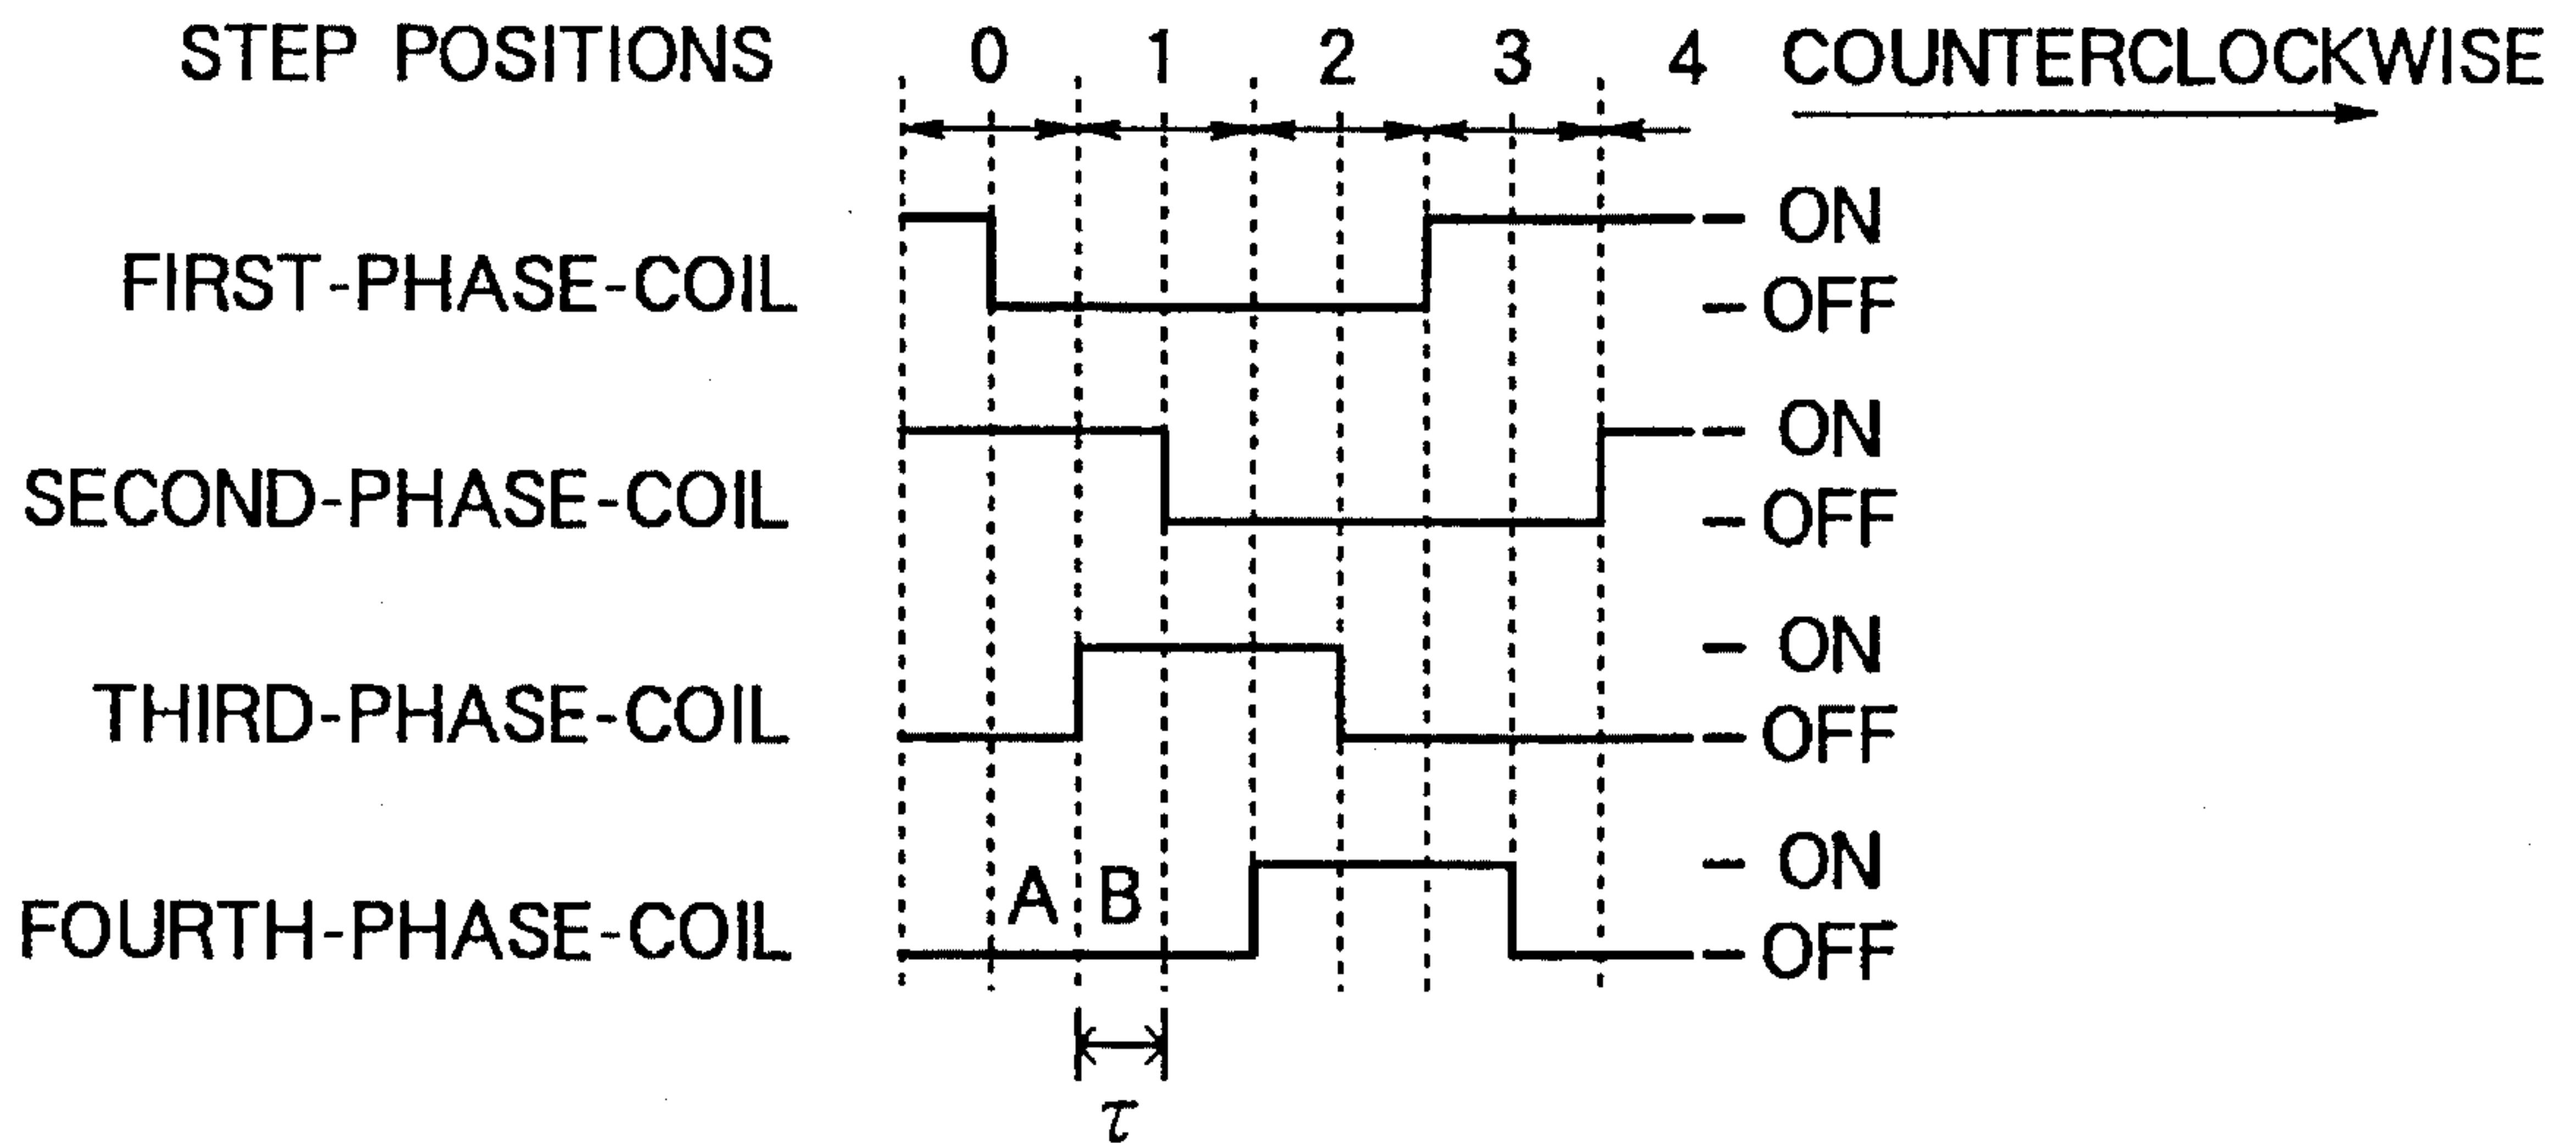 STEP POSITIONS 0 1 2 3 4 COUNTERCLOCKWISE
ON
FIRST-PHASE-COIL
OFF
ON
SECOND-PHASE-COIL
OFF
ON
THIRD-PHASE-COIL
OFF
ON
A B
FOURTH-PHASE-COIL
OFF
τ